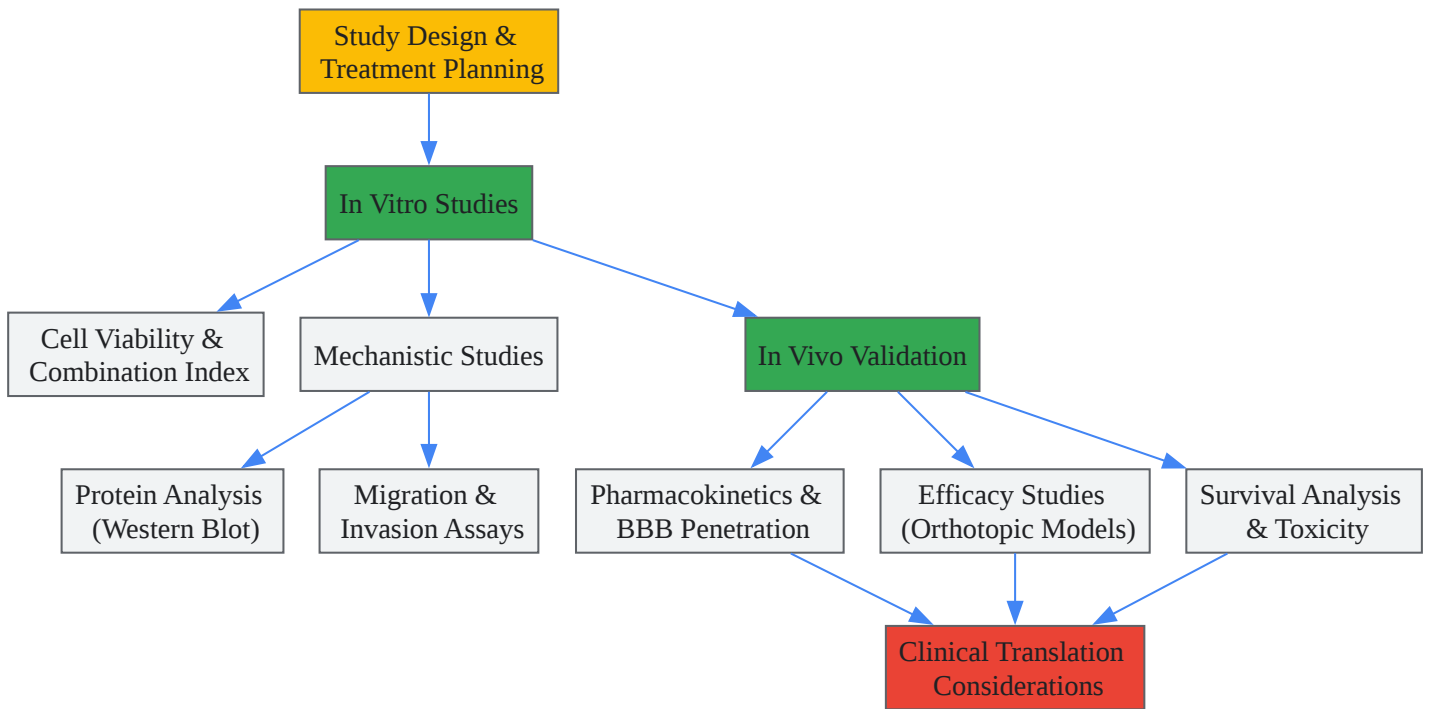 Study Design &
Treatment Planning
In Vitro Studies
Cell Viability &
Combination Index
Mechanistic Studies
In Vivo Validation
Protein Analysis
(Western Blot)
Migration &
Invasion Assays
Pharmacokinetics &
BBB Penetration
Efficacy Studies
(Orthotopic Models)
Survival Analysis
& Toxicity
Clinical Translation
Considerations